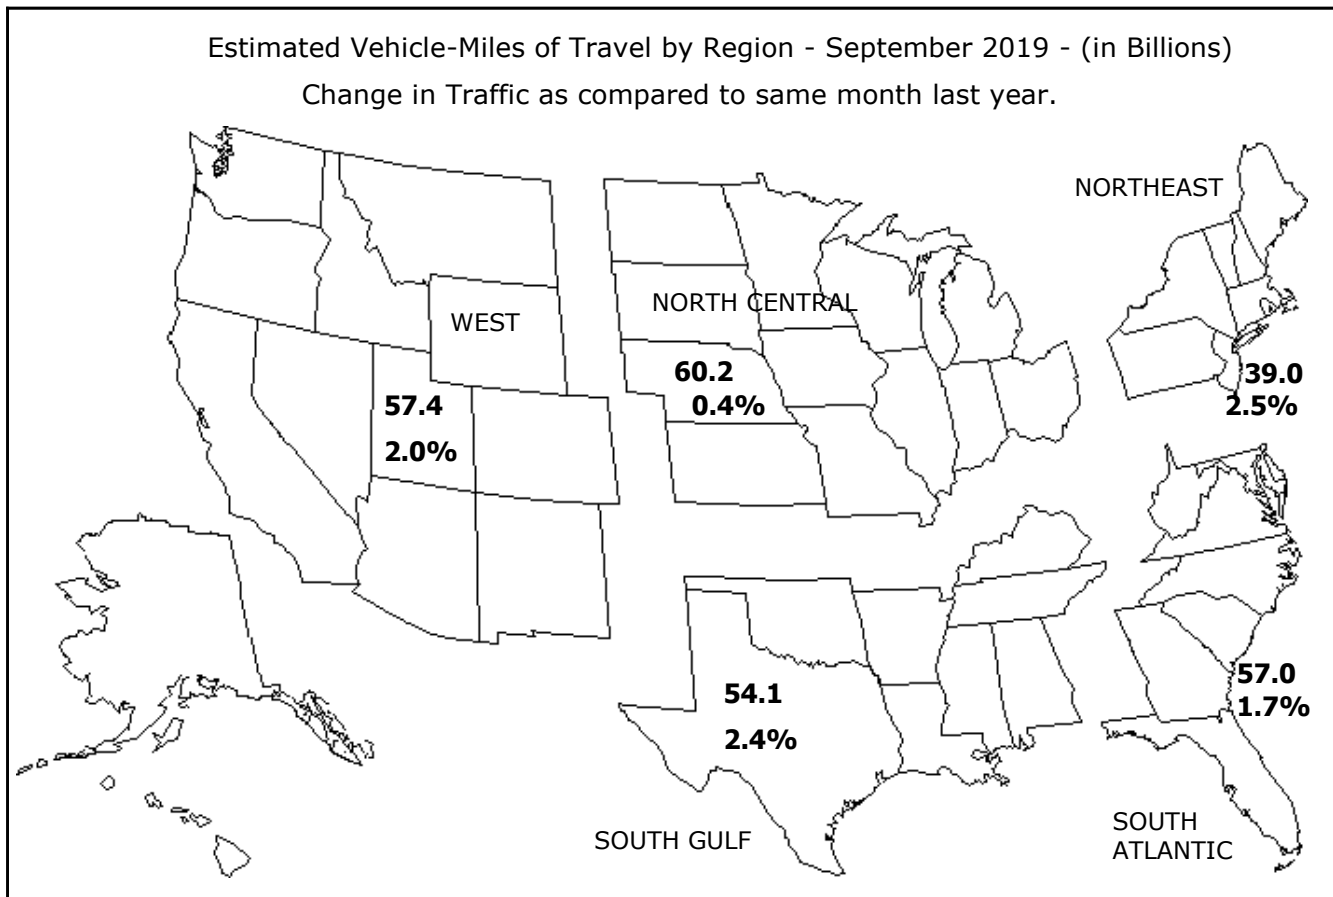 Estimated Vehicle-Miles of Travel by Region - September 2019 - (in Billions)
Change in Traffic as compared to same month last year.
NORTHEAST
39.0
2.5%
NORTH CENTRAL
60.2
0.4%
WEST
57.4
2.0%
54.1
2.4%
SOUTH GULF
57.0
1.7%
SOUTH
ATLANTIC